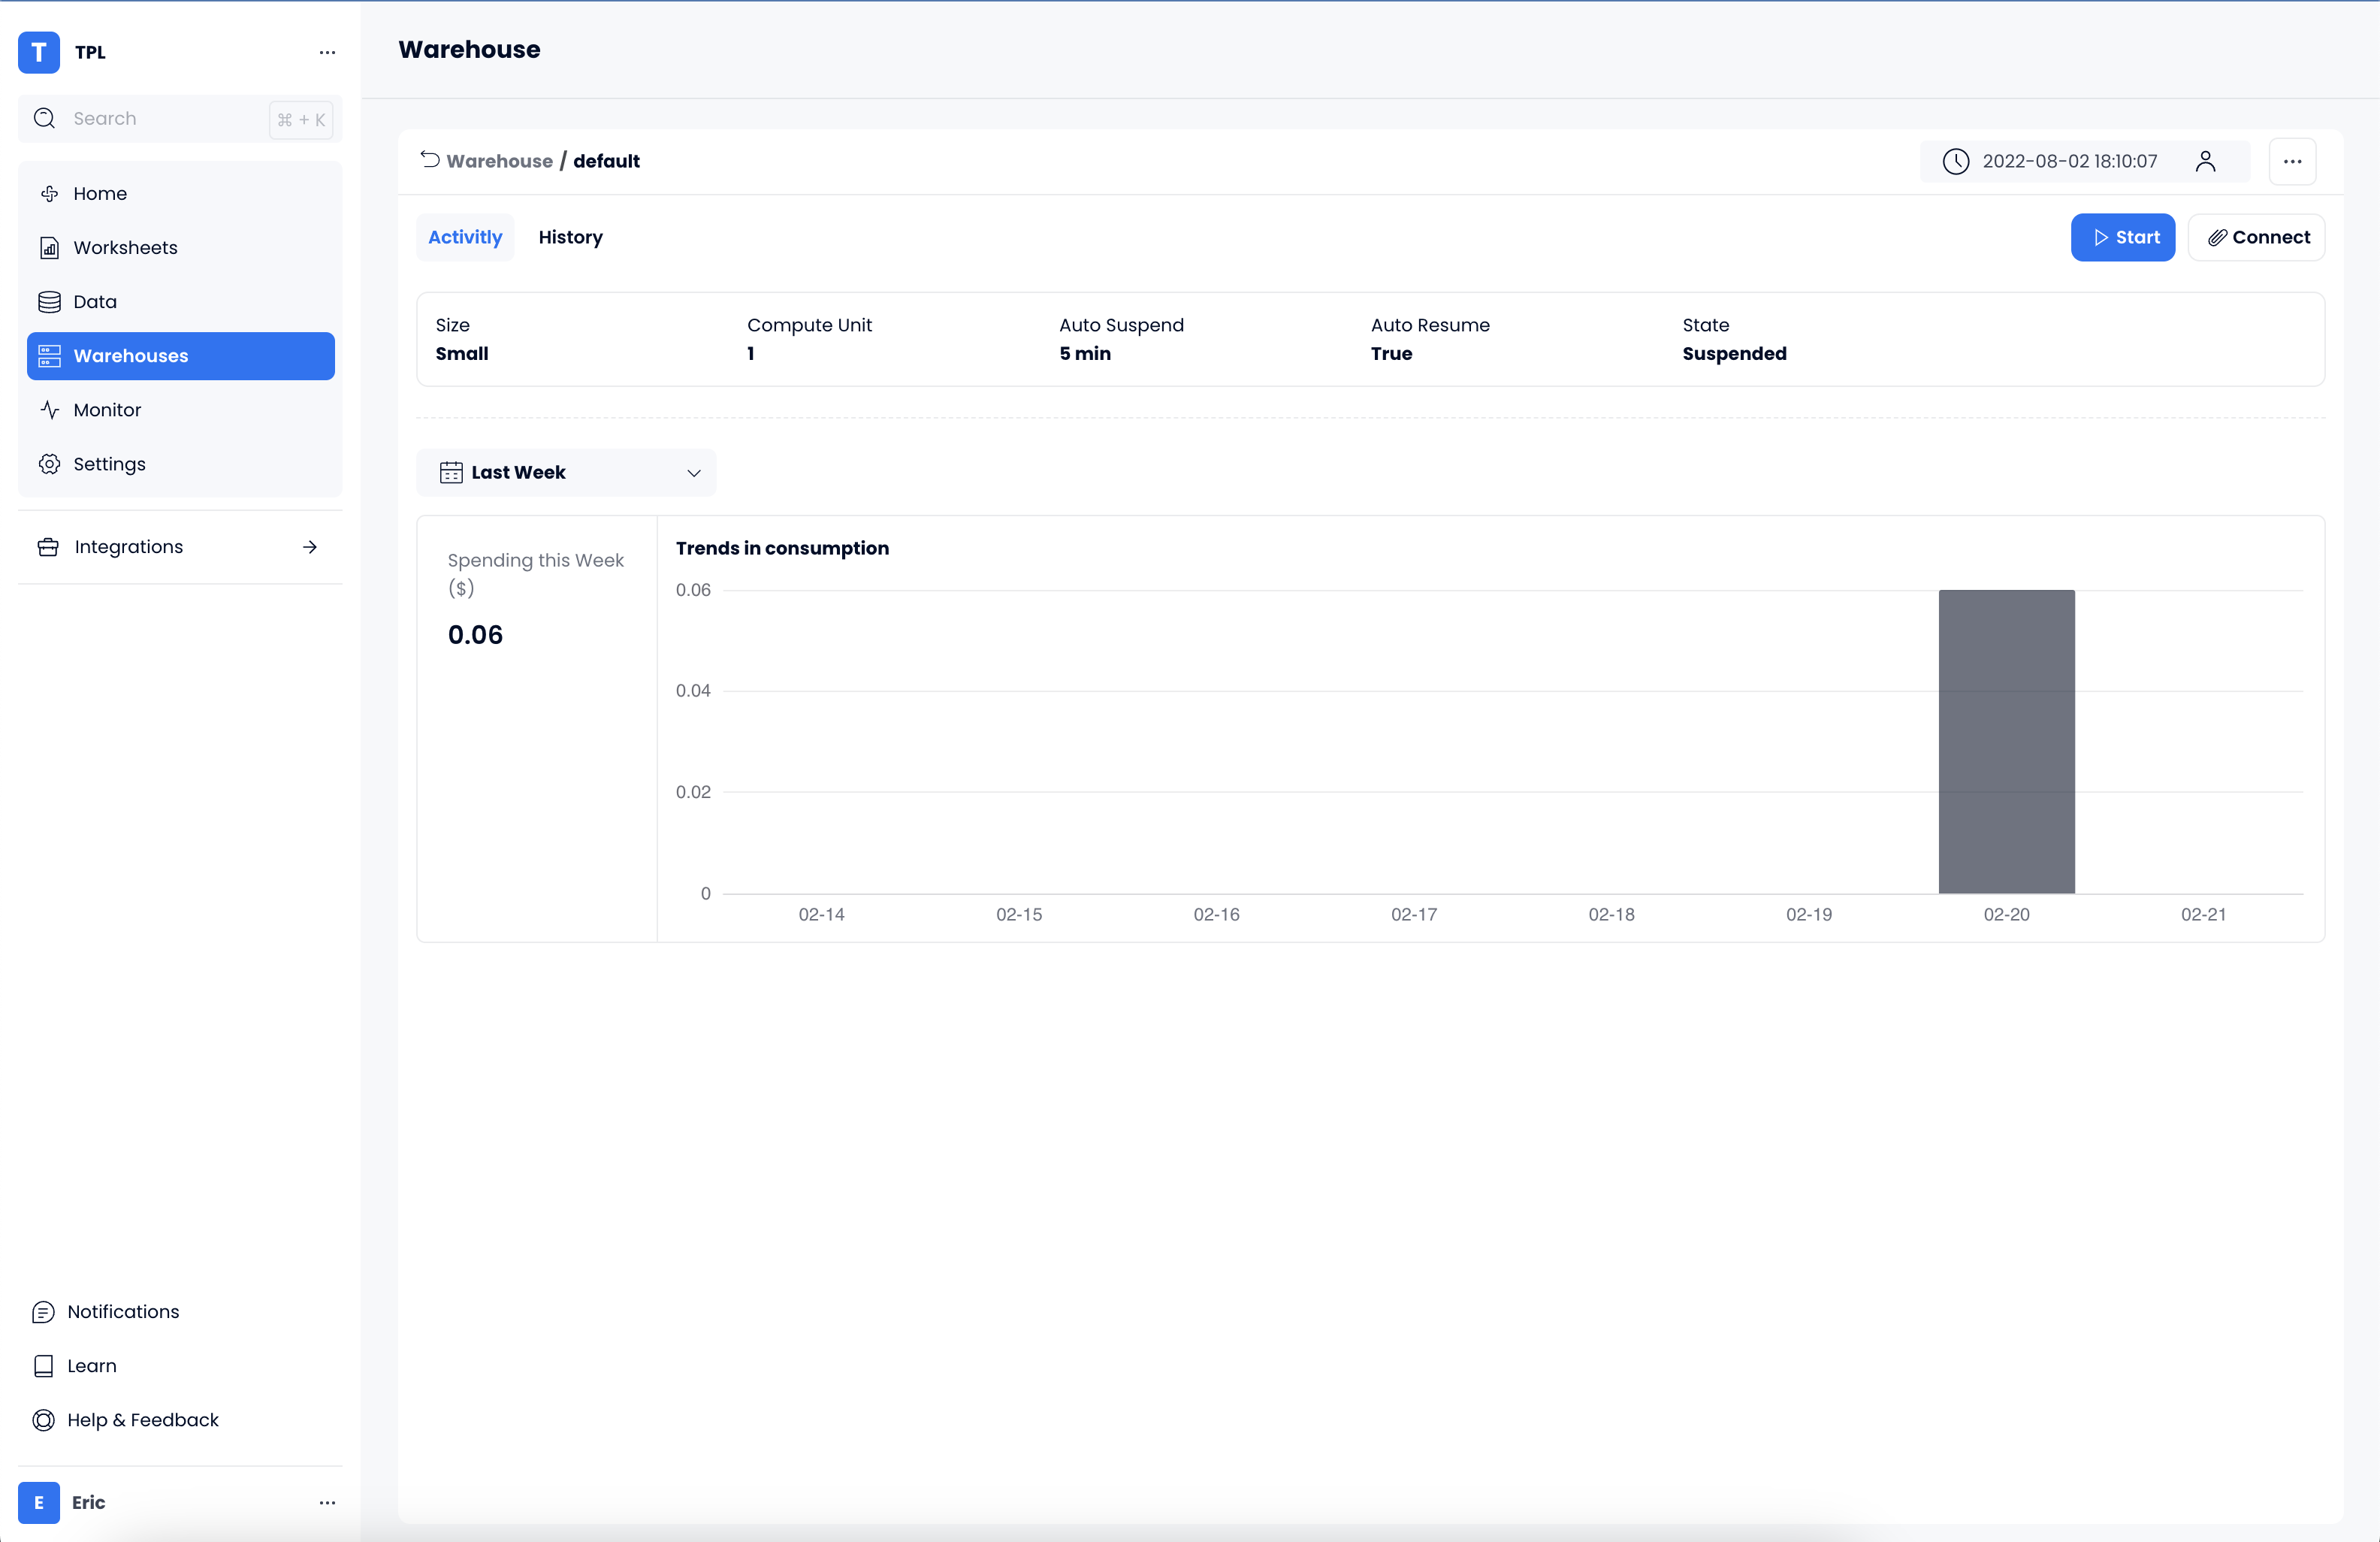 T TPL ...
Search ⌘ + K
Home
Worksheets
Data
Warehouses
Monitor
Settings
Integrations
Notifications
Learn
Help & Feedback
E Eric ...
Warehouse
Warehouse / default
2022-08-02 18:10:07
...
Activitly History
Start Connect
Size Compute Unit Auto Suspend Auto Resume State
Small 1 5 min True Suspended
Last Week
Spending this Week
($)
0.06
Trends in consumption
0.06
0.04
0.02
0
02-14 02-15 02-16 02-17 02-18 02-19 02-20 02-21